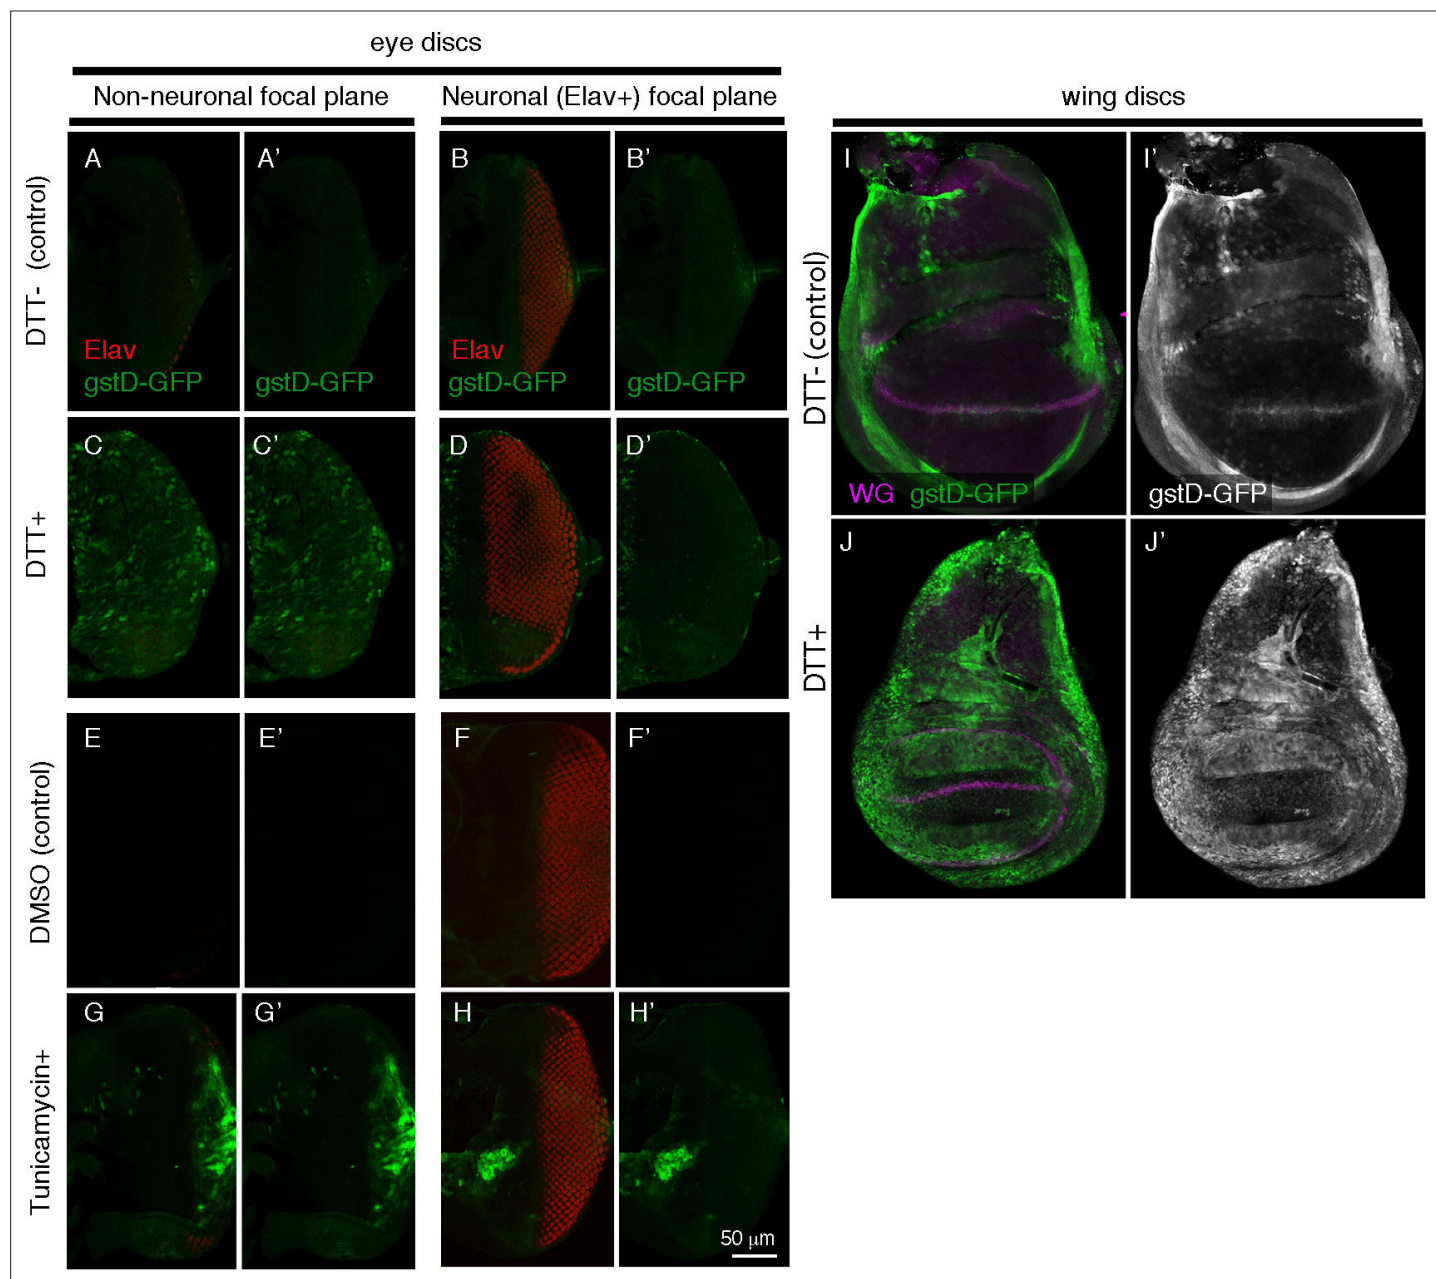 eye discs
Non-neuronal focal plane
Neuronal (Elav+) focal plane
wing discs
DTT- (control)
A
A'
B
B'
I
I'
Elav
gstD-GFP
gstD-GFP
Elav
gstD-GFP
gstD-GFP
DTT- (control)
WG gstD-GFP
gstD-GFP
DTT+
C
C'
D
D'
DTT+
J
J'
DMSO (control)
E
E'
F
F'
Tunicamycin+
G
G'
H
H'
50 µm